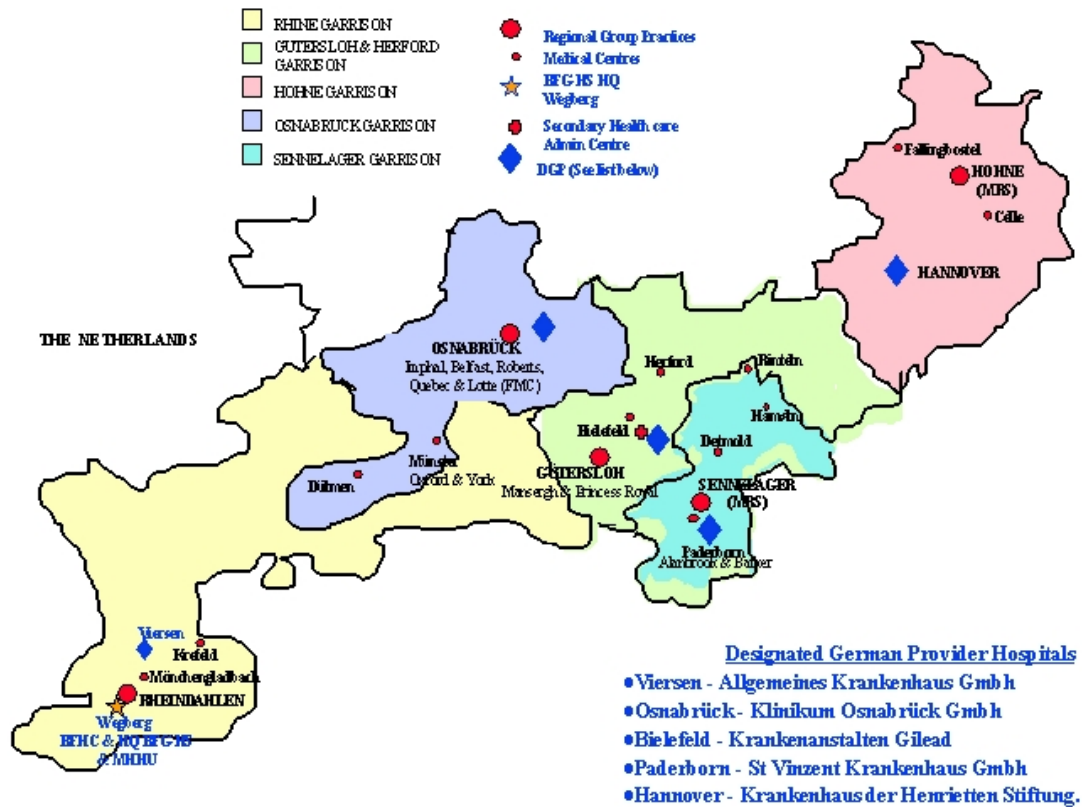 RHINE GARRISON
GUTERSLOH & HERFORD
GARRISON
HOHNE GARRISON
OSNABRUCK GARRISON
SENNELAGER GARRISON
Regional Group Practices
Medical Centres
BFG HS HQ
Wegberg
Secondary Health care
Admin Centre
DGP (See list below)
Fallingbostel
HOHNE
(MRS)
Celle
HANNOVER
THE NETHERLANDS
OSNABRÜCK
Imphal, Belfast, Roberts,
Quebec & Lotte (FMC)
Herford
Rinteln
Hameln
Bielefeld
Detmold
Münster
Oxford & York
Dülmen
GÜTERSLOH
Mansergh & Princess Royal
SENNELAGER
(MRS)
Paderborn
Alanbrook & Barker
Viersen
Krefeld
Mönchengladbach
RHEINDAHLEN
Wegberg
BFHC & HQ BFG HS
& MHHU
Designated German Provider Hospitals
•Viersen - Allgemeines Krankenhaus Gmbh
•Osnabrück - Klinikum Osnabrück Gmbh
•Bielefeld - Krankenanstalten Gilead
•Paderborn - St Vinzent Krankenhaus Gmbh
•Hannover - Krankenhaus der Henrietten Stiftung.